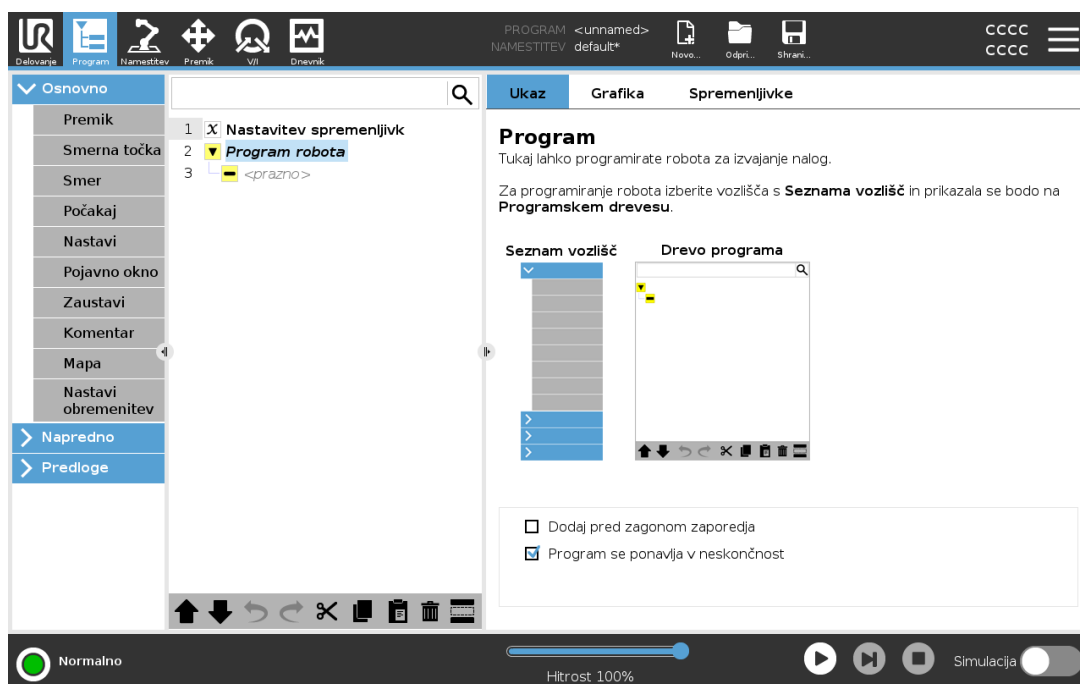 UR
PROGRAM <unnamed>
NAMESTITEV default*
Delovanje
Program
Namestitev
Premik
V/I
Dnevnik
Novo...
Odpri...
Shrani...
CCCC
CCCC
Osnovno
Premik
Smerna točka
Smer
Počakaj
Nastavi
Pojavno okno
Zaustavi
Komentar
Mapa
Nastavi
obremenitev
Napredno
Predloge
1 X Nastavitev spremenljivk
2 Program robota
3 <prazno>
Ukaz Grafika Spremenljivke
Program
Tukaj lahko programirate robota za izvajanje nalog.
Za programiranje robota izberite vozlišča s Seznama vozlišč in prikazala se bodo na
Programskem drevesu.
Seznam vozlišč Drevo programa
Dodaj pred zagonom zaporedja
Program se ponavlja v neskončnost
Normalno
Hitrost 100%
Simulacija